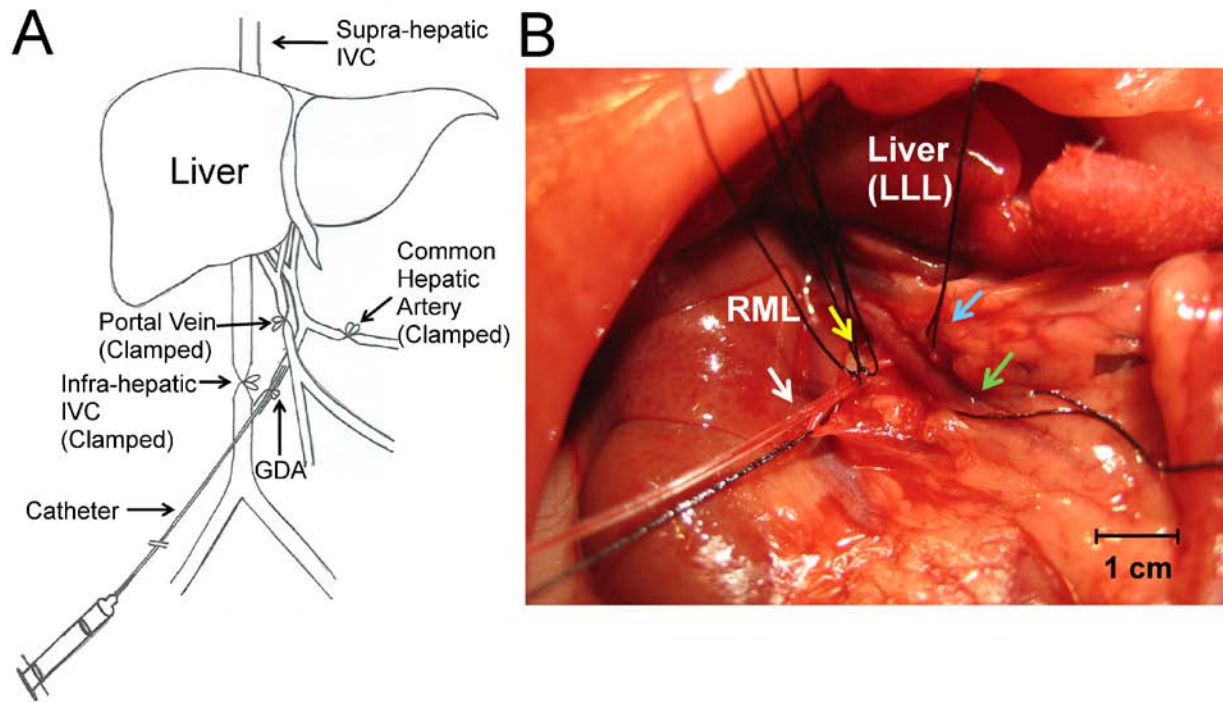 A
Supra-hepatic
IVC
Liver
Common
Hepatic
Artery
(Clamped)
Portal Vein
(Clamped)
Infra-hepatic
IVC
(Clamped)
GDA
Catheter
B
Liver
(LLL)
RML
1 cm